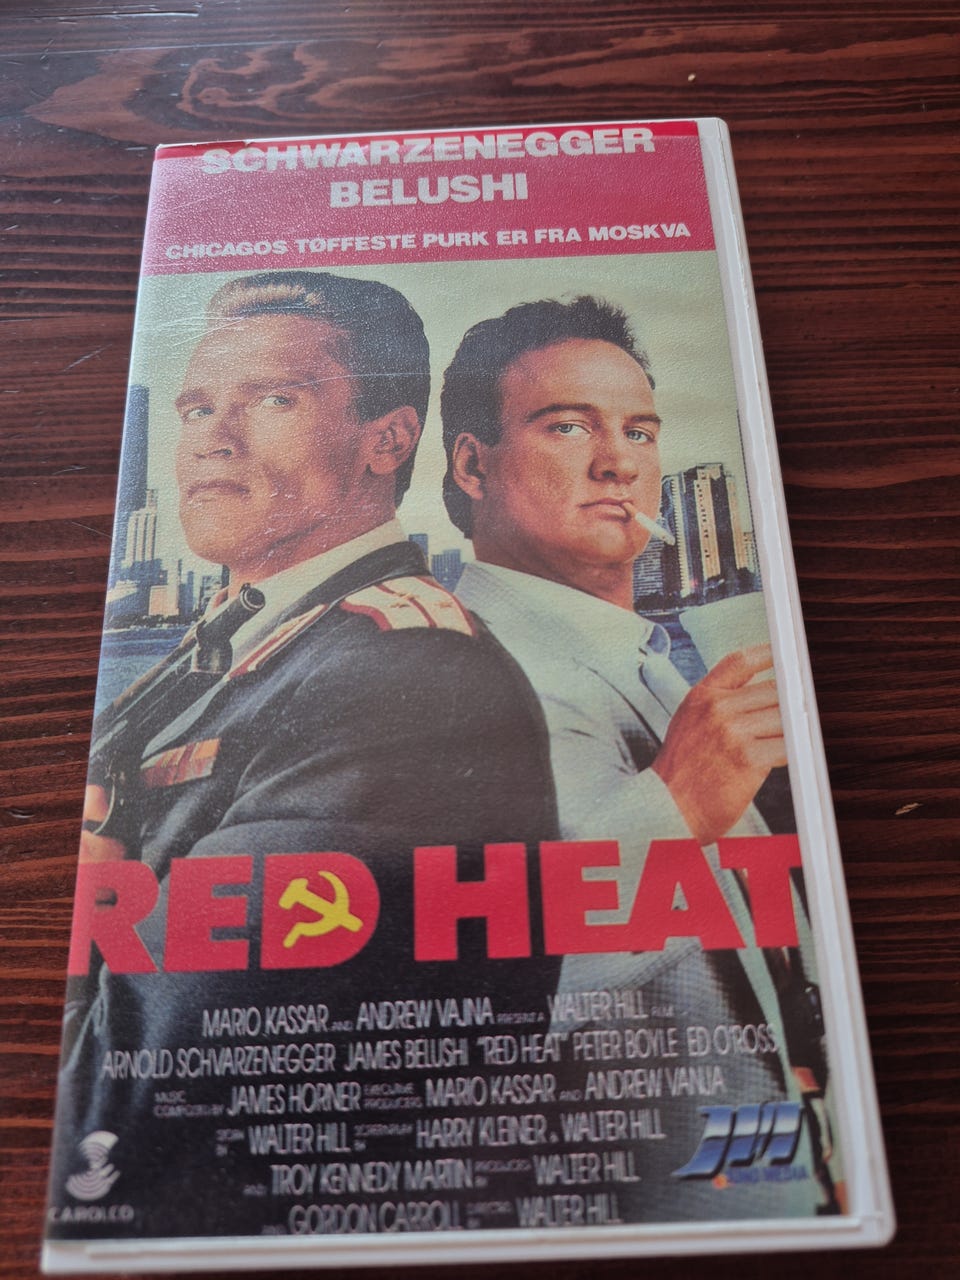 SCHWARZENEGGER
BELUSHI
CHICAGOS TØFFESTE PURK ER FRA MOSKVA
RED HEAT
MARIO KASSAR AND ANDREW VAJNA PRESENT A WALTER HILL FILM
ARNOLD SCHVARZENEGGER JAMES BELUSHI "RED HEAT" PETER BOYLE ED O'ROSS
MUSIC COMPOSED BY JAMES HORNER EXECUTIVE PRODUCERS MARIO KASSAR AND ANDREW VANJA
STORY BY WALTER HILL SCREENPLAY BY HARRY KLEINER & WALTER HILL
AND TROY KENNEDY MARTIN PRODUCED BY WALTER HILL
AND GORDON CARROLL DIRECTED BY WALTER HILL
CAROLCO
MEDIA